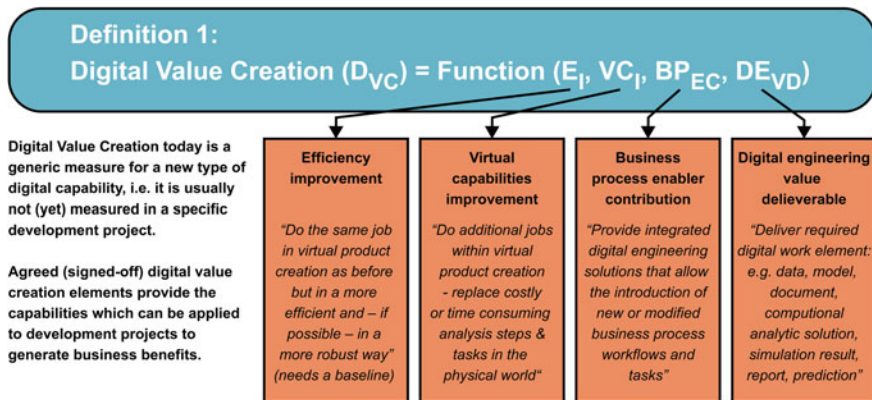 Definition 1:
Digital Value Creation (DVC) = Function (EI, VCI, BPEC, DEVD)
Digital Value Creation today is a
generic measure for a new type of
digital capability, i.e. it is usually
not (yet) measured in a specific
development project.
Agreed (signed-off) digital value
creation elements provide the
capabilities which can be applied
to development projects to
generate business benefits.
Efficiency
improvement
“Do the same job
in virtual product
creation as before
but in a more
efficient and – if
possible – in a
more robust way”
(needs a baseline)
Virtual
capabilities
improvement
“Do additional jobs
within virtual
product creation
- replace costly
or time consuming
analysis steps &
tasks in the
physical world“
Business
process enabler
contribution
“Provide integrated
digital engineering
solutions that allow
the introduction of
new or modified
business process
workflows and
tasks”
Digital engineering
value
delieverable
“Deliver required
digital work element:
e.g. data, model,
document,
computional
analytic solution,
simulation result,
report, prediction”